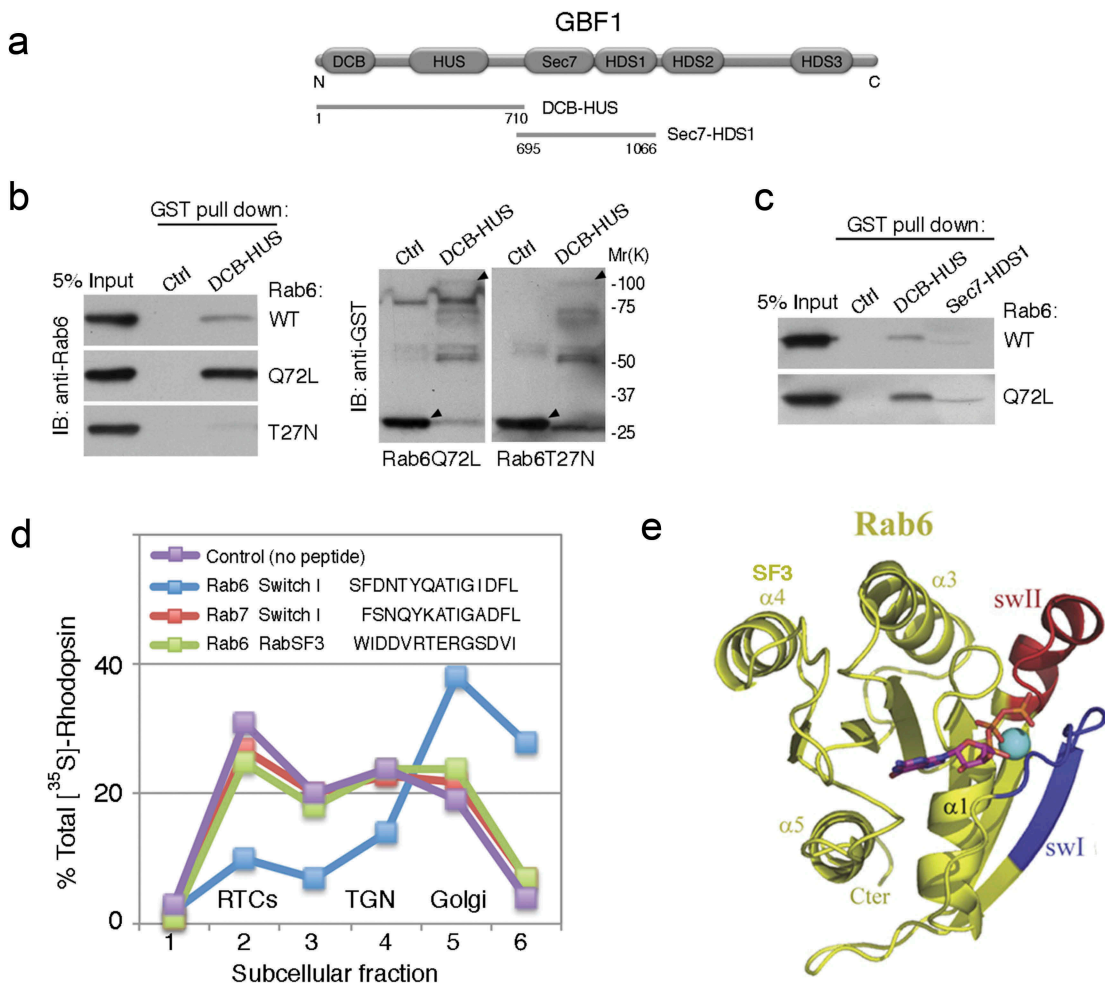 a
GBF1
DCB HUS Sec7 HDS1 HDS2 HDS3
N C
1 710 DCB-HUS
695 1066 Sec7-HDS1
b
GST pull down:
5% Input Ctrl DCB-HUS Rab6:
IB: anti-Rab6
WT
Q72L
T27N
Ctrl DCB-HUS Ctrl DCB-HUS Mr(K)
IB: anti-GST
-100
-75
-50
-37
-25
Rab6Q72L Rab6T27N
c
GST pull down:
5% Input Ctrl DCB-HUS Sec7-HDS1 Rab6:
WT
Q72L
d
Control (no peptide)
Rab6 Switch I SFDNTYQATIGIDFL
Rab7 Switch I FSNQYKATIGADFL
Rab6 RabSF3 WIDDVRTERGSDVI
% Total [35S]-Rhodopsin
40
20
0
RTCs TGN Golgi
1 2 3 4 5 6
Subcellular fraction
e
Rab6
SF3
α4
α3
swII
α1
α5
swI
Cter